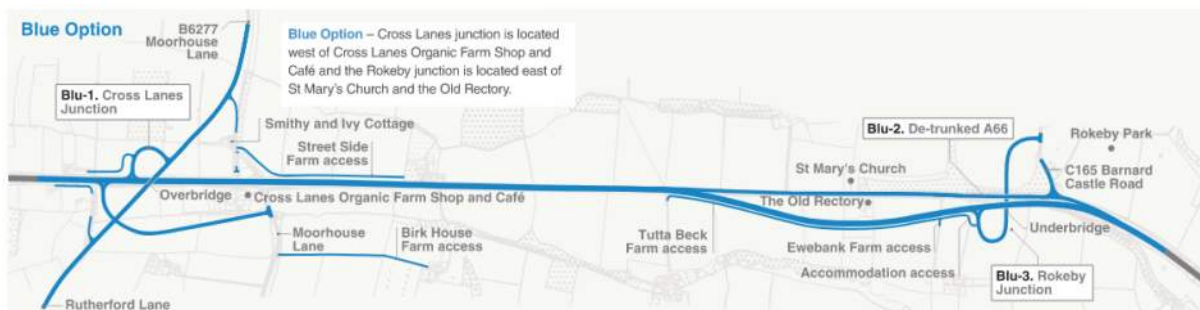 Blue Option
B6277
Moorhouse
Lane
Blue Option – Cross Lanes junction is located
west of Cross Lanes Organic Farm Shop and
Café and the Rokeby junction is located east of
St Mary's Church and the Old Rectory.
Blu-1. Cross Lanes
Junction
Smithy and Ivy Cottage
Street Side
Farm access
Overbridge
Cross Lanes Organic Farm Shop and Café
Moorhouse
Lane
Birk House
Farm access
Rutherford Lane
Blu-2. De-trunked A66
Rokeby Park
St Mary's Church
C165 Barnard
Castle Road
The Old Rectory
Tutta Beck
Farm access
Ewebank Farm access
Underbridge
Accommodation access
Blu-3. Rokeby
Junction